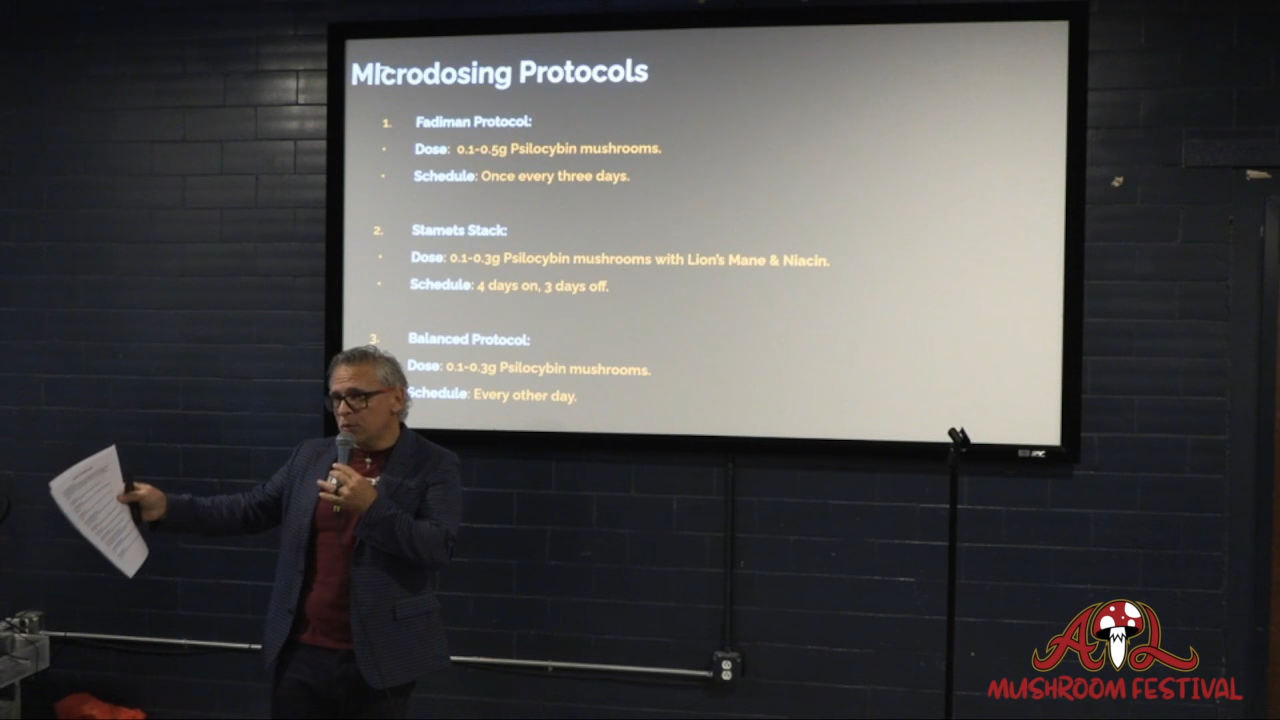 Microdosing Protocols
1. Fadiman Protocol:
· Dose: 0.1-0.5g Psilocybin mushrooms.
· Schedule: Once every three days.
2. Stamets Stack:
· Dose: 0.1-0.3g Psilocybin mushrooms with Lion's Mane & Niacin.
· Schedule: 4 days on, 3 days off.
3. Balanced Protocol:
Dose: 0.1-0.3g Psilocybin mushrooms.
Schedule: Every other day.
ATL
MUSHROOM FESTIVAL